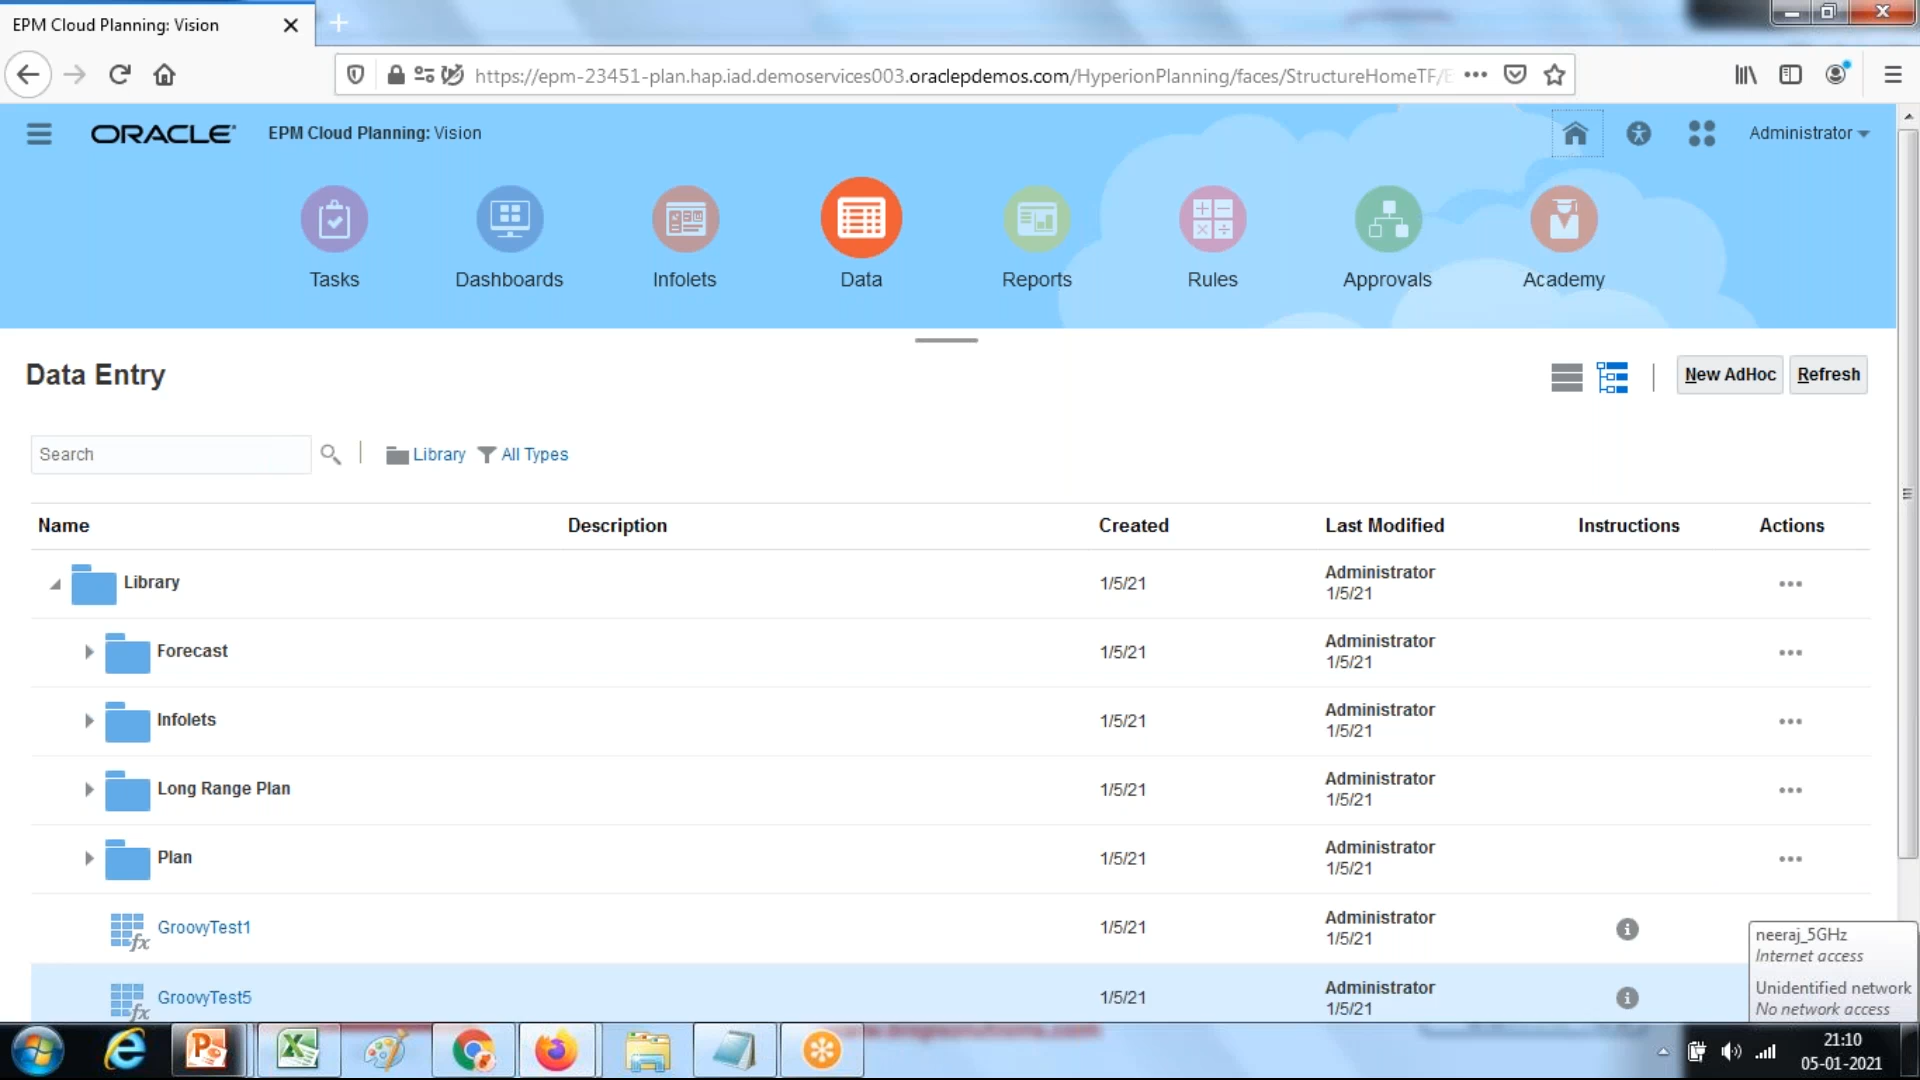 EPM Cloud Planning: Vision
https://epm-23451-plan.hap.iad.demoservices003.oraclepdemos.com/HyperionPlanning/faces/StructureHomeTF/E
ORACLE EPM Cloud Planning: Vision
Administrator
Tasks Dashboards Infolets Data Reports Rules Approvals Academy
Data Entry
New AdHoc Refresh
Search Library All Types
Name Description Created Last Modified Instructions Actions
Library 1/5/21 Administrator
1/5/21
Forecast 1/5/21 Administrator
1/5/21
Infolets 1/5/21 Administrator
1/5/21
Long Range Plan 1/5/21 Administrator
1/5/21
Plan 1/5/21 Administrator
1/5/21
GroovyTest1 1/5/21 Administrator
1/5/21
GroovyTest5 1/5/21 Administrator
1/5/21
neeraj_5GHz
Internet access
Unidentified network
No network access
21:10
05-01-2021